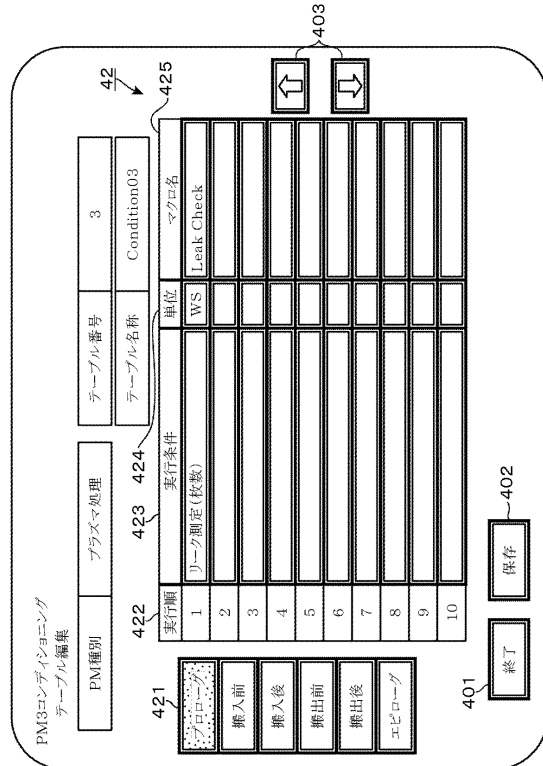 PM3コンディショニング
テーブル編集
PM種別 プラズマ処理
テーブル番号 3
テーブル名称 Condition03
42
421
422
423
424
425
プロローグ
搬入前
搬入後
搬出前
搬出後
エピローグ
実行順 実行条件 単位 マクロ名
1 リーク測定(枚数) WS Leak Check
2
3
4
5
6
7
8
9
10
403
401
終了
402
保存